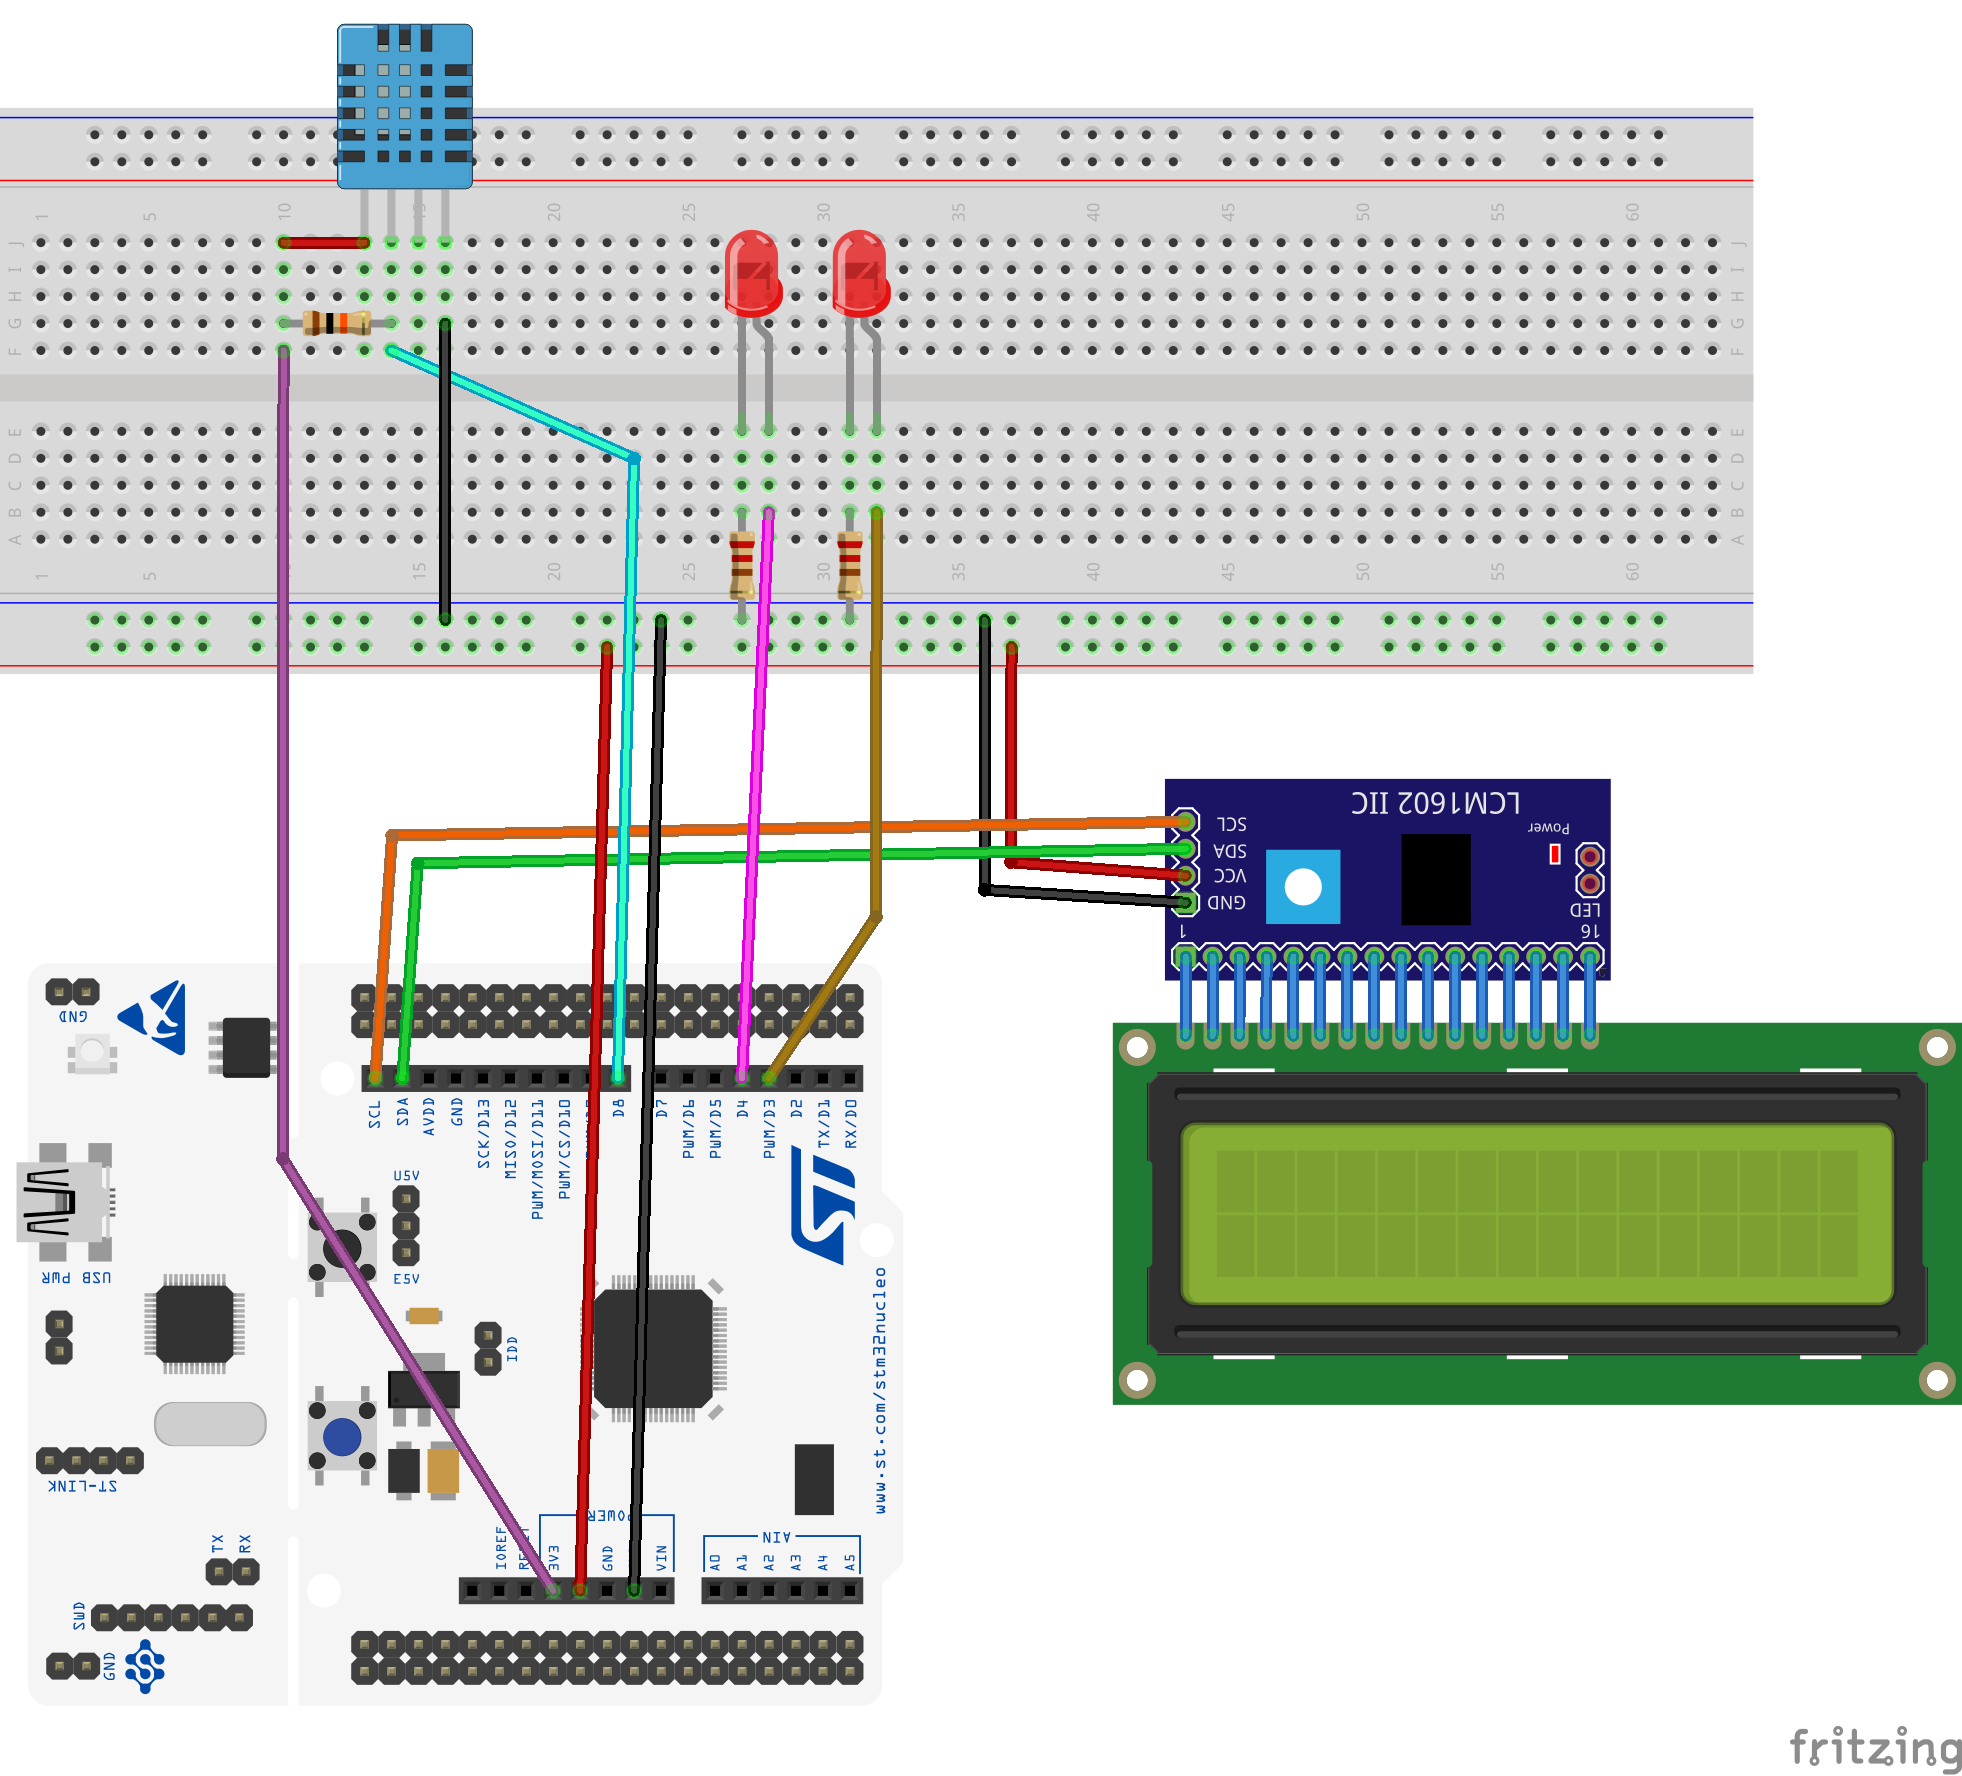 1 5 10 15 20 25 30 35 40 45 50 55 60
J J
I I
H H
G G
F F
E E
D D
C C
B B
A A
1 5 15 20 25 30 35 40 45 50 55 60
LCM1602 IIC
SCL
SDA
VCC
GND
Power
LED
1 16
GND
SCL
SDA
AVDD
GND
SCK/D13
MISO/D12
PWM/MOSI/D11
PWM/CS/D10
D8
D7
PWM/D6
PWM/D5
D4
PWM/D3
D2
TX/D1
RX/D0
U5V
E5V
USB PWR
IDD
ST
www.st.com/stm32nucleo
ST-LINK
POWER
AIN
IOREF
3V3
GND
VIN
A0
A1
A2
A3
A4
A5
TX
RX
SWD
GND
fritzing